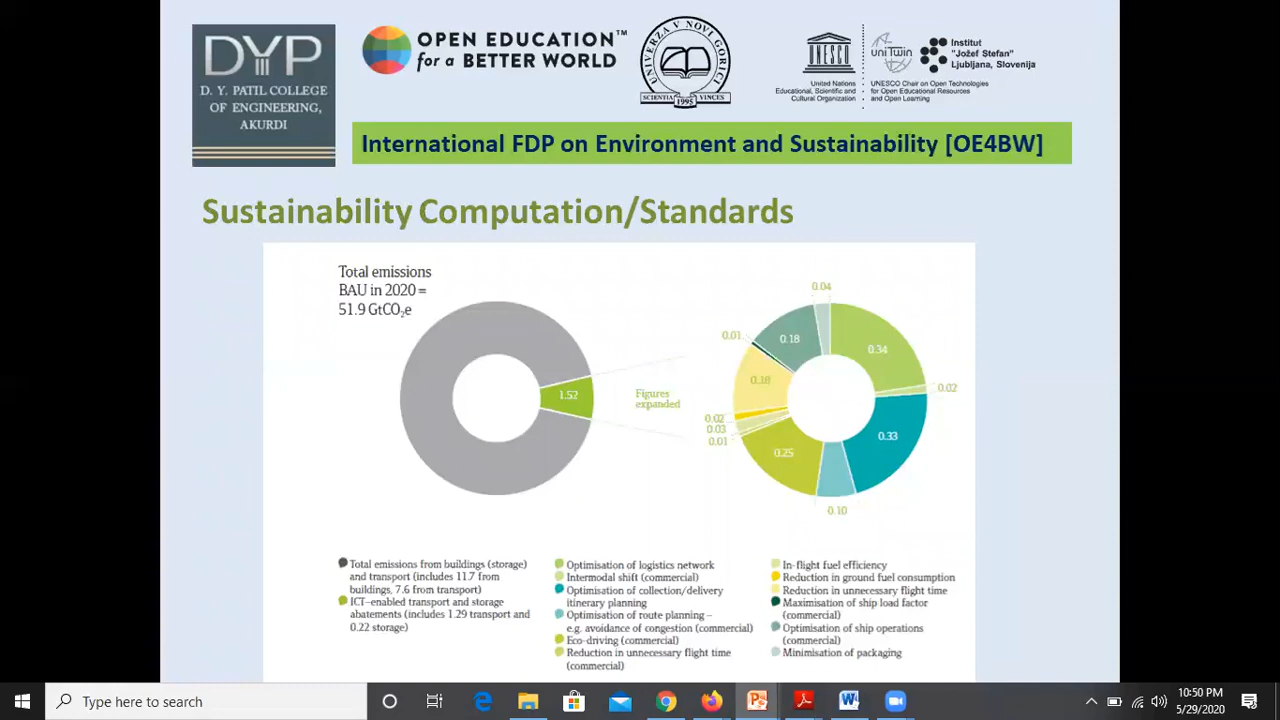 DYP
D. Y. PATIL COLLEGE
OF ENGINEERING,
AKURDI
OPEN EDUCATION™
for a BETTER WORLD
UNIVERZA V NOVI GORICI
SCIENTIA VINCES
1995
UNESCO
United Nations
Educational, Scientific and
Cultural Organization
uniTwin
Institut
"Jožef Stefan"
Ljubljana, Slovenija
UNESCO Chair on Open Technologies
for Open Educational Resources
and Open Learning
International FDP on Environment and Sustainability [OE4BW]
Sustainability Computation/Standards
Total emissions
BAU in 2020 =
51.9 GtCO₂e
1.52
Figures
expanded
0.04
0.01
0.18
0.34
0.18
0.02
0.02
0.03
0.01
0.33
0.25
0.10
Total emissions from buildings (storage)
and transport (includes 11.7 from
buildings, 7.6 from transport)
ICT–enabled transport and storage
abatements (includes 1.29 transport and
0.22 storage)
Optimisation of logistics network
Intermodal shift (commercial)
Optimisation of collection/delivery
itinerary planning
Optimisation of route planning –
e.g. avoidance of congestion (commercial)
Eco-driving (commercial)
Reduction in unnecessary flight time
(commercial)
In-flight fuel efficiency
Reduction in ground fuel consumption
Reduction in unnecessary flight time
Maximisation of ship load factor
(commercial)
Optimisation of ship operations
(commercial)
Minimisation of packaging
Type here to search
10:50 PM
5/29/2020